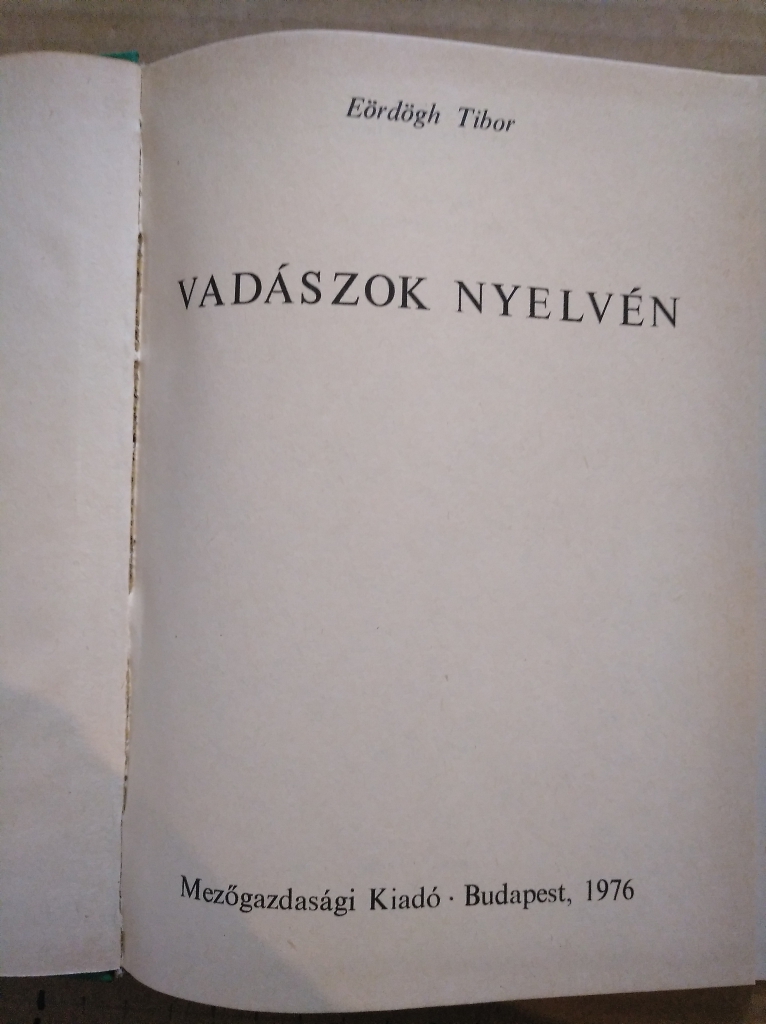 Eördögh Tibor
VADÁSZOK NYELVÉN
Mezőgazdasági Kiadó · Budapest, 1976